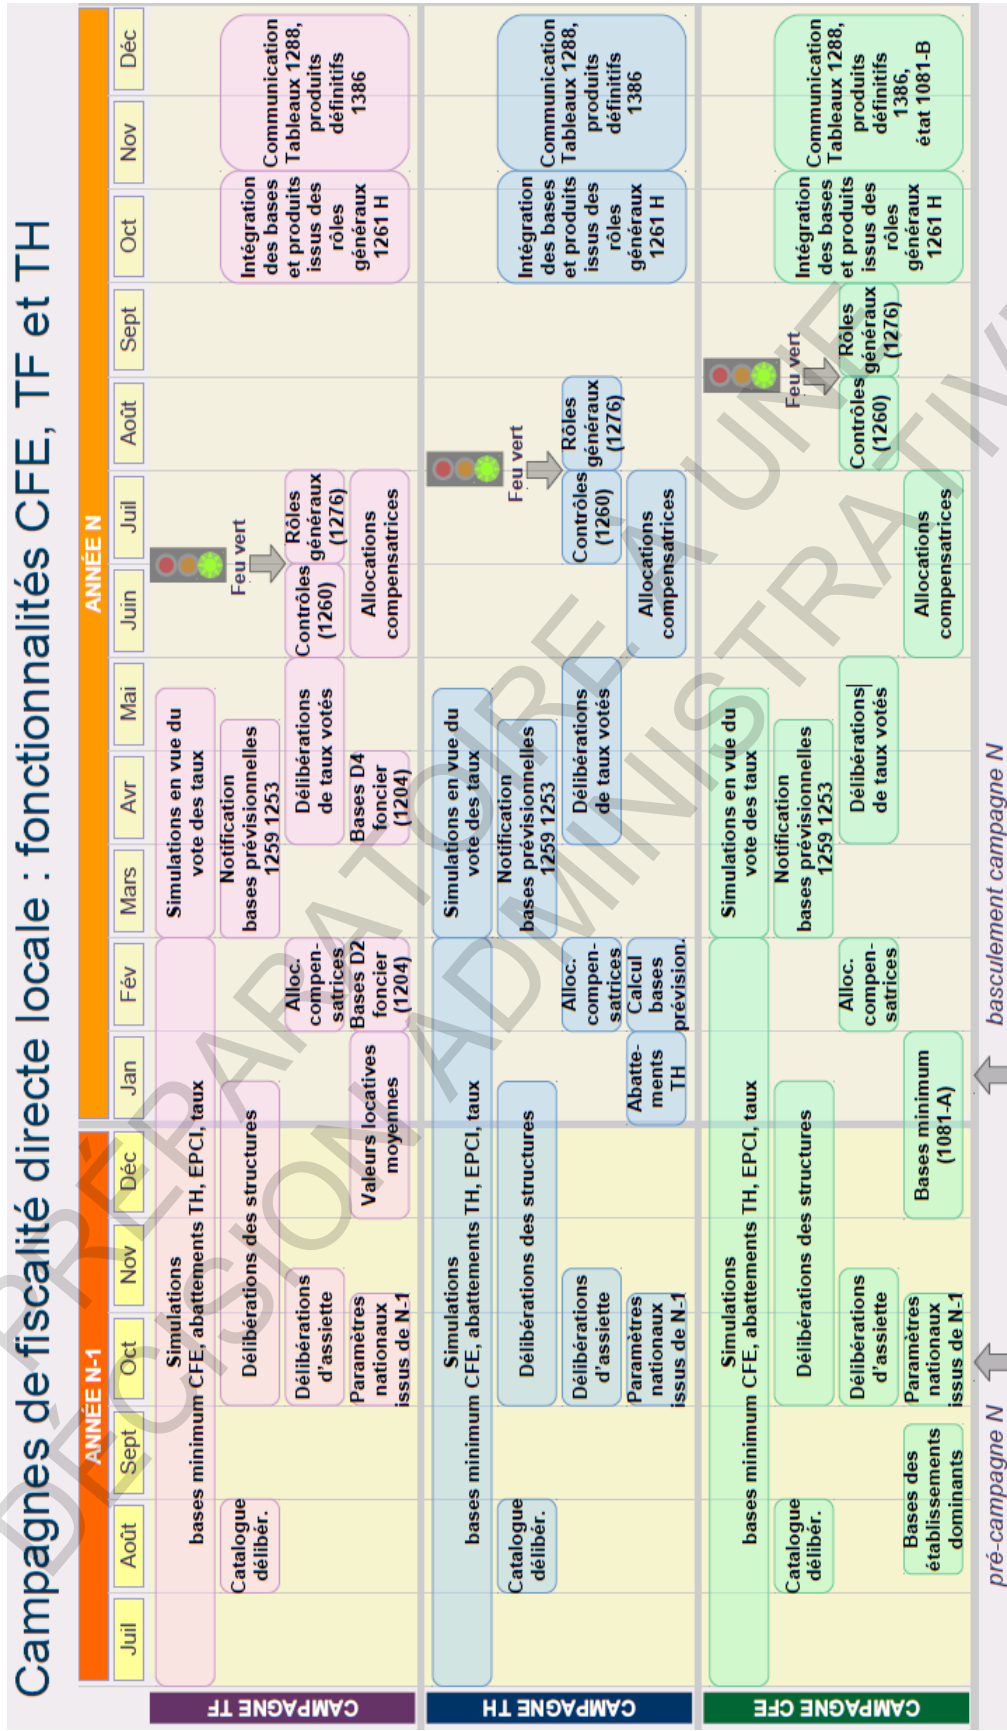 Campagnes de fiscalité directe locale : fonctionnalités CFE, TF et TH
ANNÉE N-1
ANNÉE N
Juil
Août
Sept
Oct
Nov
Déc
Jan
Fév
Mars
Avr
Mai
Juin
Juil
Août
Sept
Oct
Nov
Déc
CAMPAGNE TF
Simulations
bases minimum CFE, abattements TH, EPCI, taux
Simulations en vue du
vote des taux
Catalogue
délibér.
Délibérations des structures
Notification
bases prévisionnelles
1259 1253
Délibérations
d'assiette
Alloc.
compen-
satrices
Délibérations
de taux votés
Contrôles
(1260)
Rôles
généraux
(1276)
Feu vert
Paramètres
nationaux
issus de N-1
Valeurs locatives
moyennes
Bases D2
foncier
(1204)
Bases D4
foncier
(1204)
Allocations
compensatrices
Intégration
des bases
et produits
issus des
rôles
généraux
1261 H
Communication
Tableaux 1288,
produits
définitifs
1386
CAMPAGNE TH
Simulations
bases minimum CFE, abattements TH, EPCI, taux
Simulations en vue du
vote des taux
Catalogue
délibér.
Délibérations des structures
Notification
bases prévisionnelles
1259 1253
Délibérations
d'assiette
Alloc.
compen-
satrices
Délibérations
de taux votés
Contrôles
(1260)
Rôles
généraux
(1276)
Feu vert
Paramètres
nationaux
issus de N-1
Abatte-
ments
TH
Calcul
bases
prévision.
Allocations
compensatrices
Intégration
des bases
et produits
issus des
rôles
généraux
1261 H
Communication
Tableaux 1288,
produits
définitifs
1386
CAMPAGNE CFE
Simulations
bases minimum CFE, abattements TH, EPCI, taux
Simulations en vue du
vote des taux
Catalogue
délibér.
Délibérations des structures
Notification
bases prévisionnelles
1259 1253
Délibérations
d'assiette
Alloc.
compen-
satrices
Délibérations
de taux votés
Contrôles
(1260)
Rôles
généraux
(1276)
Feu vert
Bases des
établissements
dominants
Paramètres
nationaux
issus de N-1
Bases minimum
(1081-A)
Allocations
compensatrices
Intégration
des bases
et produits
issus des
rôles
généraux
1261 H
Communication
Tableaux 1288,
produits
définitifs
1386,
état 1081-B
pré-campagne N
basculement campagne N
PRÉPARATOIRE A UNE
DÉCISION ADMINISTRATIV